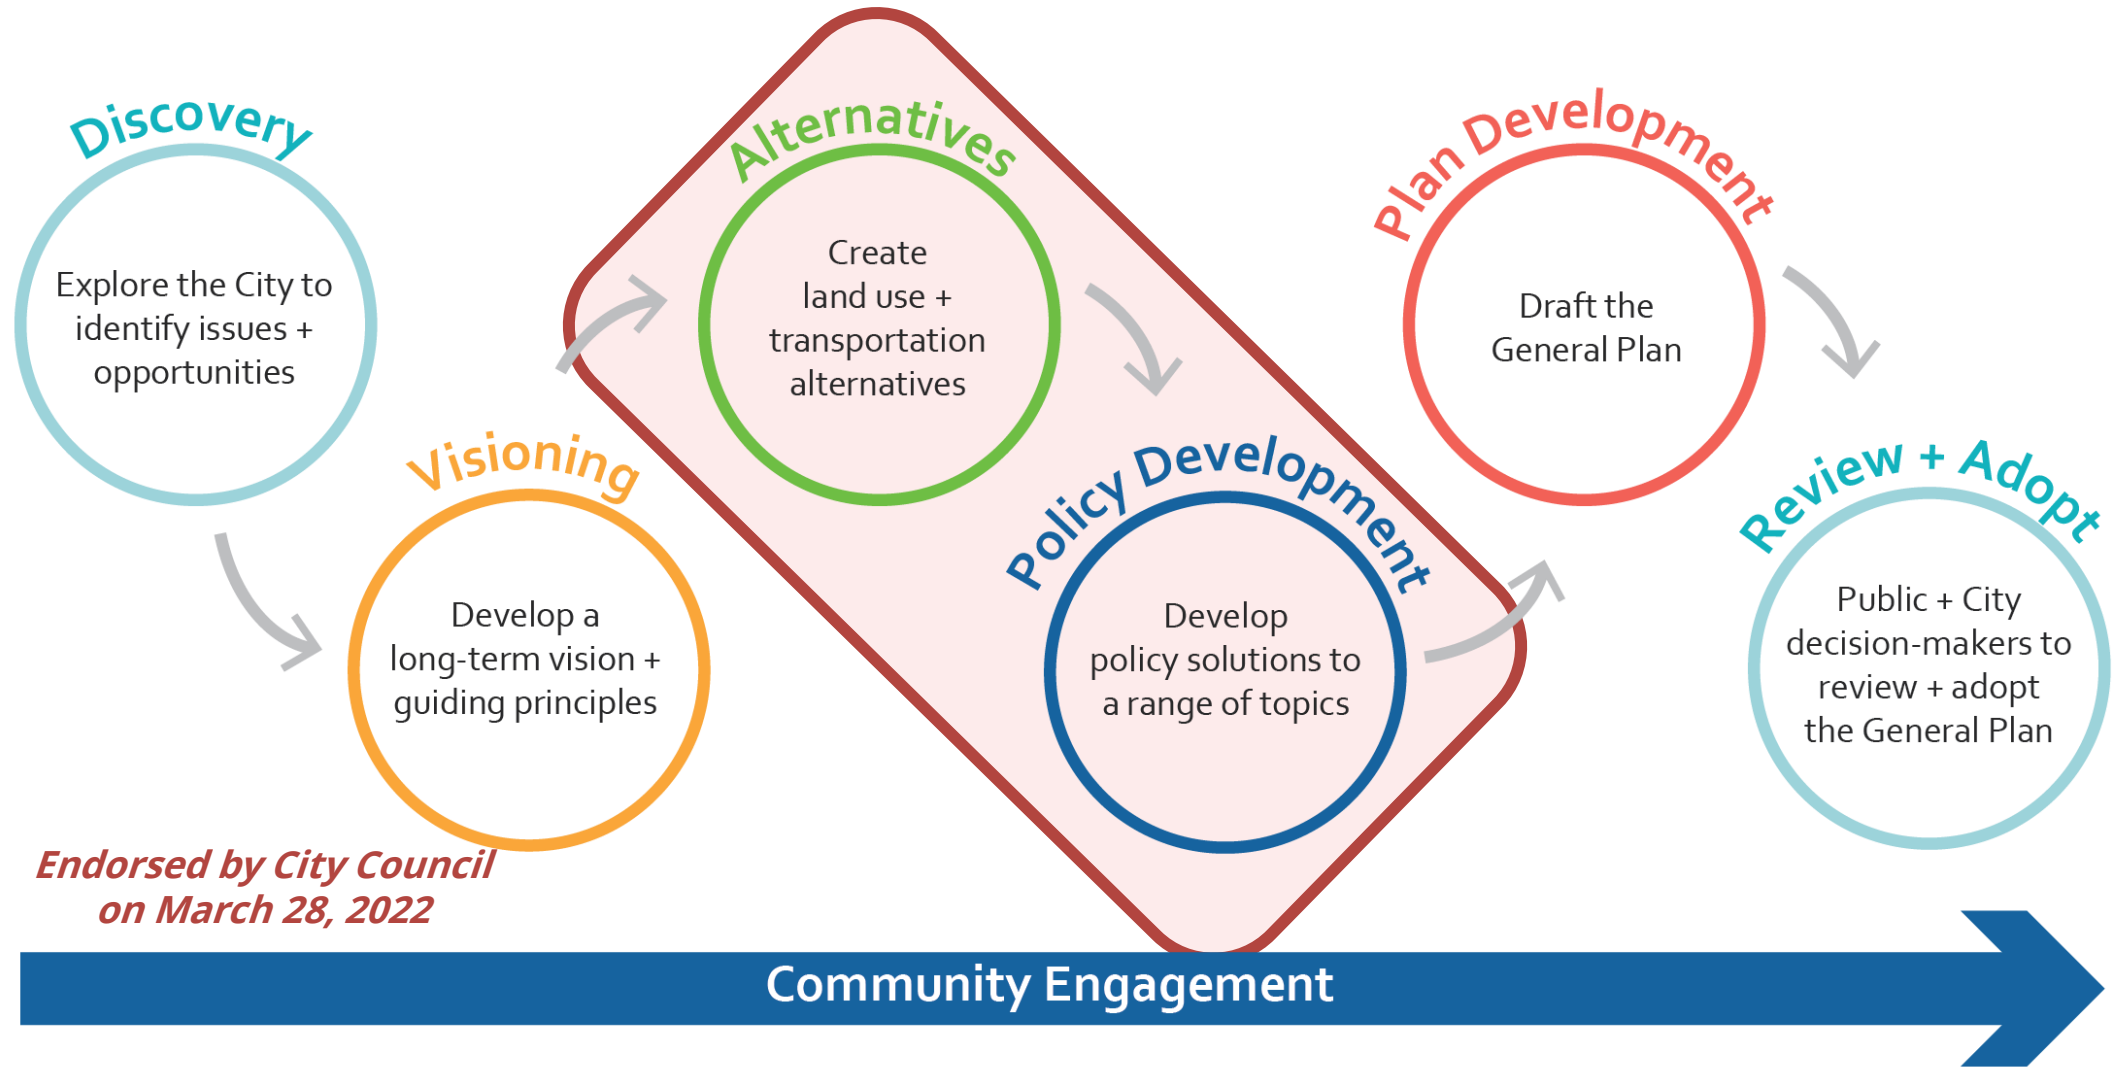 Discovery
Explore the City to
identify issues +
opportunities
Visioning
Develop a
long-term vision +
guiding principles
Endorsed by City Council
on March 28, 2022
Alternatives
Create
land use +
transportation
alternatives
Policy Development
Develop
policy solutions to
a range of topics
Plan Development
Draft the
General Plan
Review + Adopt
Public + City
decision-makers to
review + adopt
the General Plan
Community Engagement